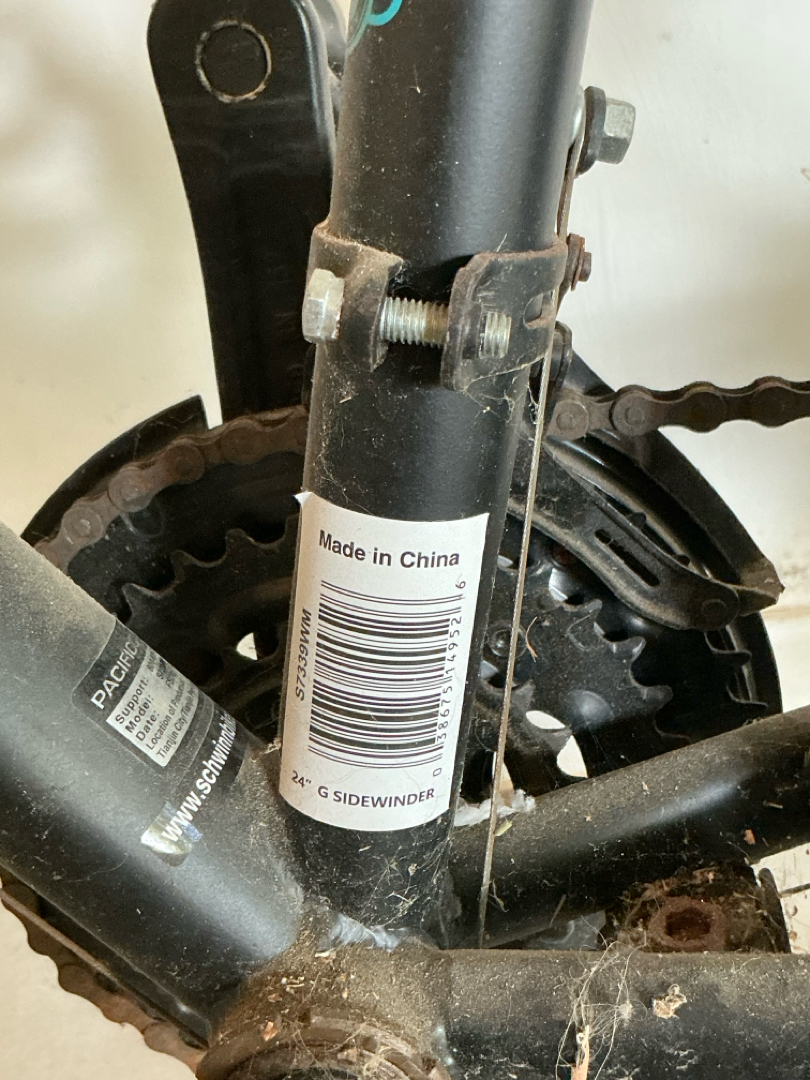 Made in China
S7339WM
0 38675 14952 6
24" G SIDEWINDER
PACIFIC
Support:
Model:
Date:
Location of
Tianjin City
www.schwinn